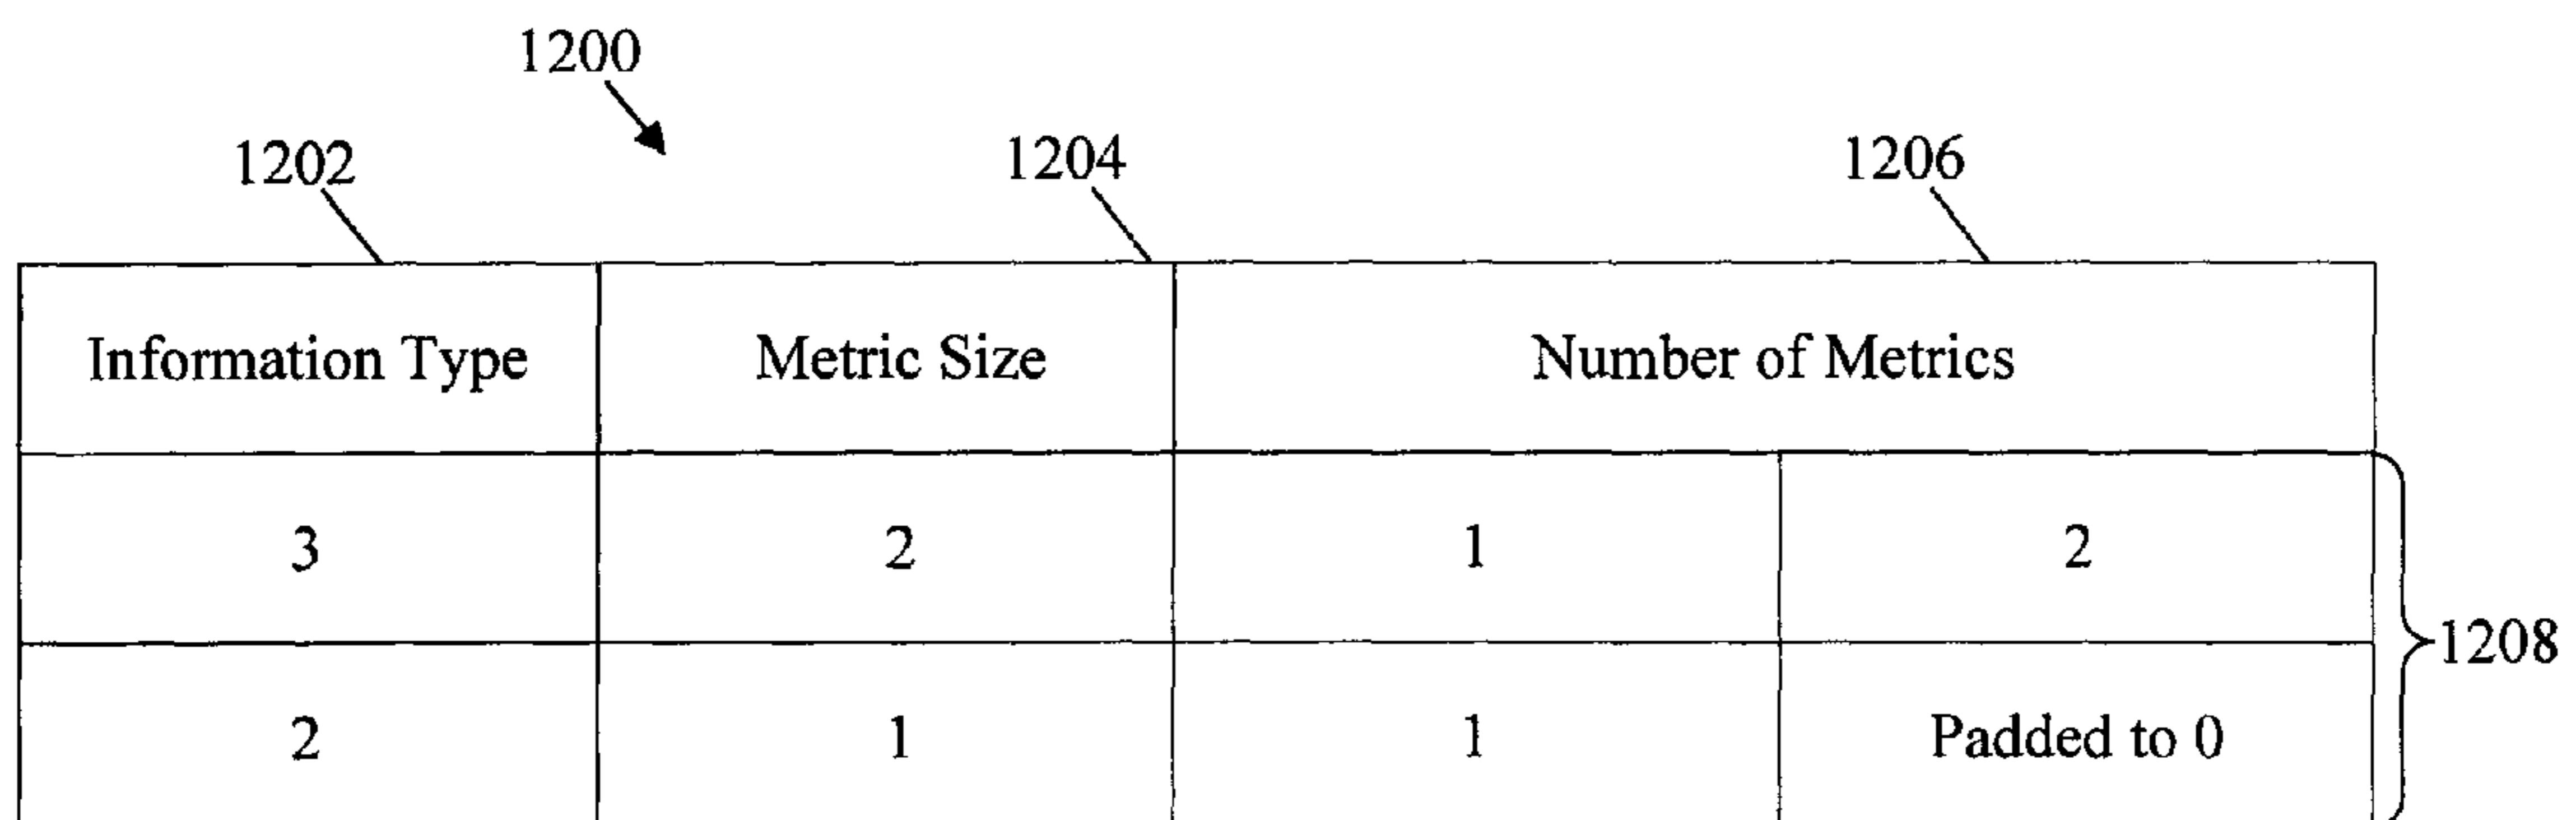 1200
1202 1204 1206
Information Type Metric Size Number of Metrics
3 2 1 2
1208
2 1 1 Padded to 0